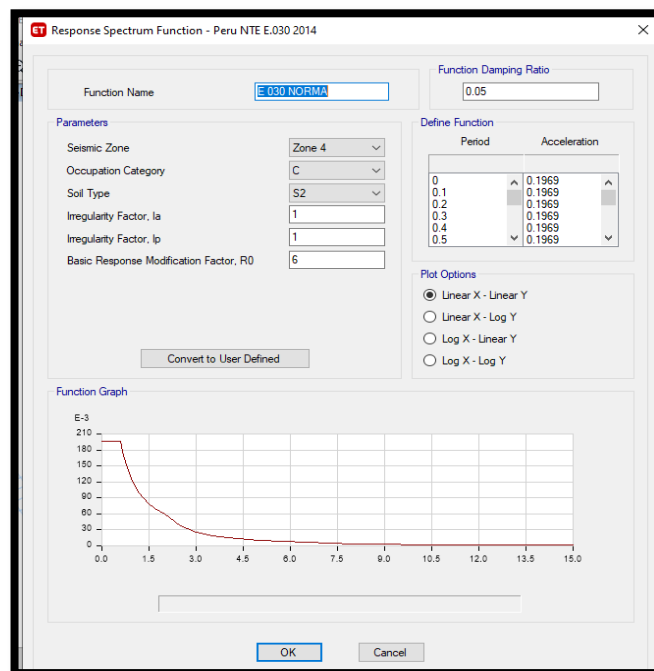 ET Response Spectrum Function - Peru NTE E.030 2014
Function Name E 030 NORMA
Function Damping Ratio
0.05
Parameters
Seismic Zone Zone 4
Occupation Category C
Soil Type S2
Irregularity Factor, Ia 1
Irregularity Factor, Ip 1
Basic Response Modification Factor, R0 6
Convert to User Defined
Define Function
Period Acceleration
0 0.1969
0.1 0.1969
0.2 0.1969
0.3 0.1969
0.4 0.1969
0.5 0.1969
Plot Options
Linear X - Linear Y
Linear X - Log Y
Log X - Linear Y
Log X - Log Y
Function Graph
E-3
210
180
150
120
90
60
30
0
0.0 1.5 3.0 4.5 6.0 7.5 9.0 10.5 12.0 13.5 15.0
OK Cancel